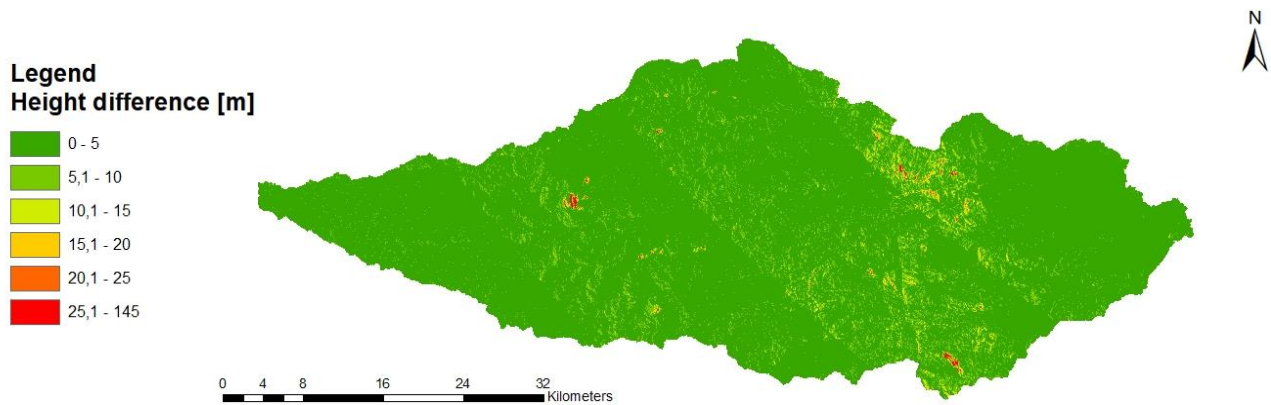 N
Legend
Height difference [m]
0 - 5
5,1 - 10
10,1 - 15
15,1 - 20
20,1 - 25
25,1 - 145
0 4 8 16 24 32
Kilometers